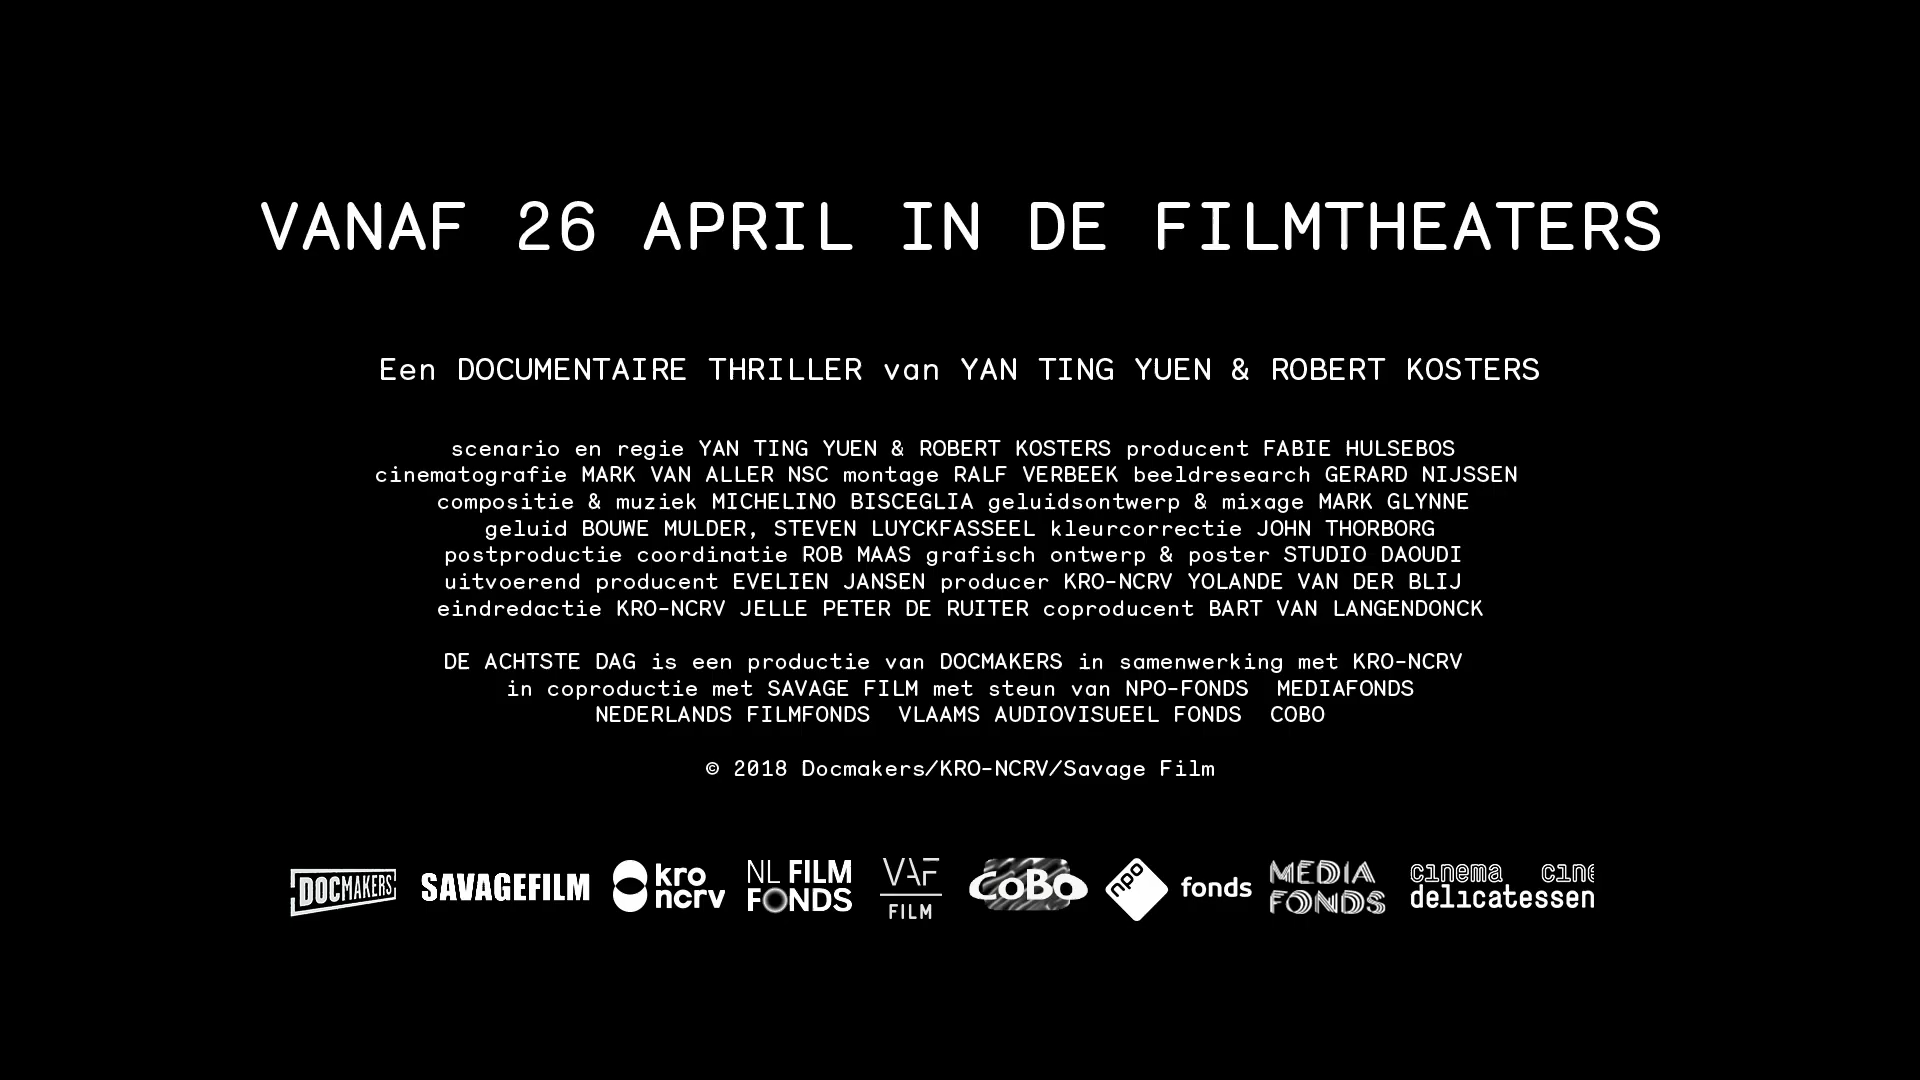 VANAF 26 APRIL IN DE FILMTHEATERS
Een DOCUMENTAIRE THRILLER van YAN TING YUEN & ROBERT KOSTERS
scenario en regie YAN TING YUEN & ROBERT KOSTERS producent FABIE HULSEBOS
cinematografie MARK VAN ALLER NSC montage RALF VERBEEK beeldresearch GERARD NIJSSEN
compositie & muziek MICHELINO BISCEGLIA geluidsontwerp & mixage MARK GLYNNE
geluid BOUWE MULDER, STEVEN LUYCKFASSEEL kleurcorrectie JOHN THORBORG
postproductie coordinatie ROB MAAS grafisch ontwerp & poster STUDIO DAOUDI
uitvoerend producent EVELIEN JANSEN producer KRO-NCRV YOLANDE VAN DER BLIJ
eindredactie KRO-NCRV JELLE PETER DE RUITER coproducent BART VAN LANGENDONCK
DE ACHTSTE DAG is een productie van DOCMAKERS in samenwerking met KRO-NCRV
in coproductie met SAVAGE FILM met steun van NPO-FONDS MEDIAFONDS
NEDERLANDS FILMFONDS VLAAMS AUDIOVISUEEL FONDS COBO
© 2018 Docmakers/KRO-NCRV/Savage Film
DOCMAKERS
SAVAGEFILM
kro
ncrv
NL FILM
FONDS
VAF
FILM
CoBO
npo fonds
MEDIA
FONDS
cinema cine
delicatessen